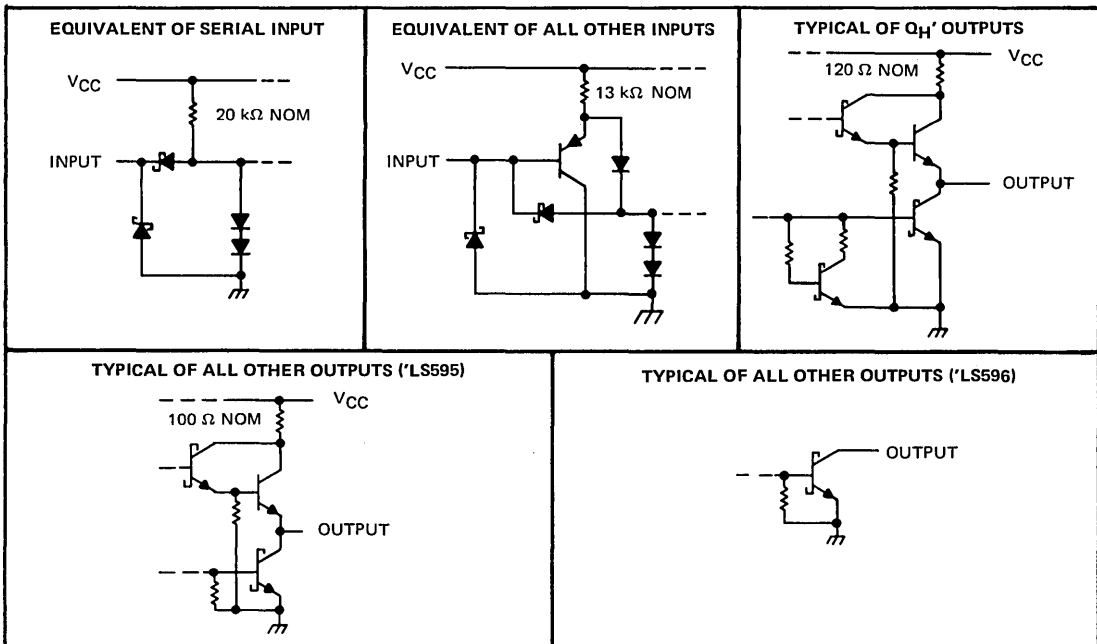 EQUIVALENT OF SERIAL INPUT
VCC
20 kΩ NOM
INPUT
EQUIVALENT OF ALL OTHER INPUTS
VCC
13 kΩ NOM
INPUT
TYPICAL OF QH' OUTPUTS
VCC
120 Ω NOM
OUTPUT
TYPICAL OF ALL OTHER OUTPUTS ('LS595)
VCC
100 Ω NOM
OUTPUT
TYPICAL OF ALL OTHER OUTPUTS ('LS596)
OUTPUT